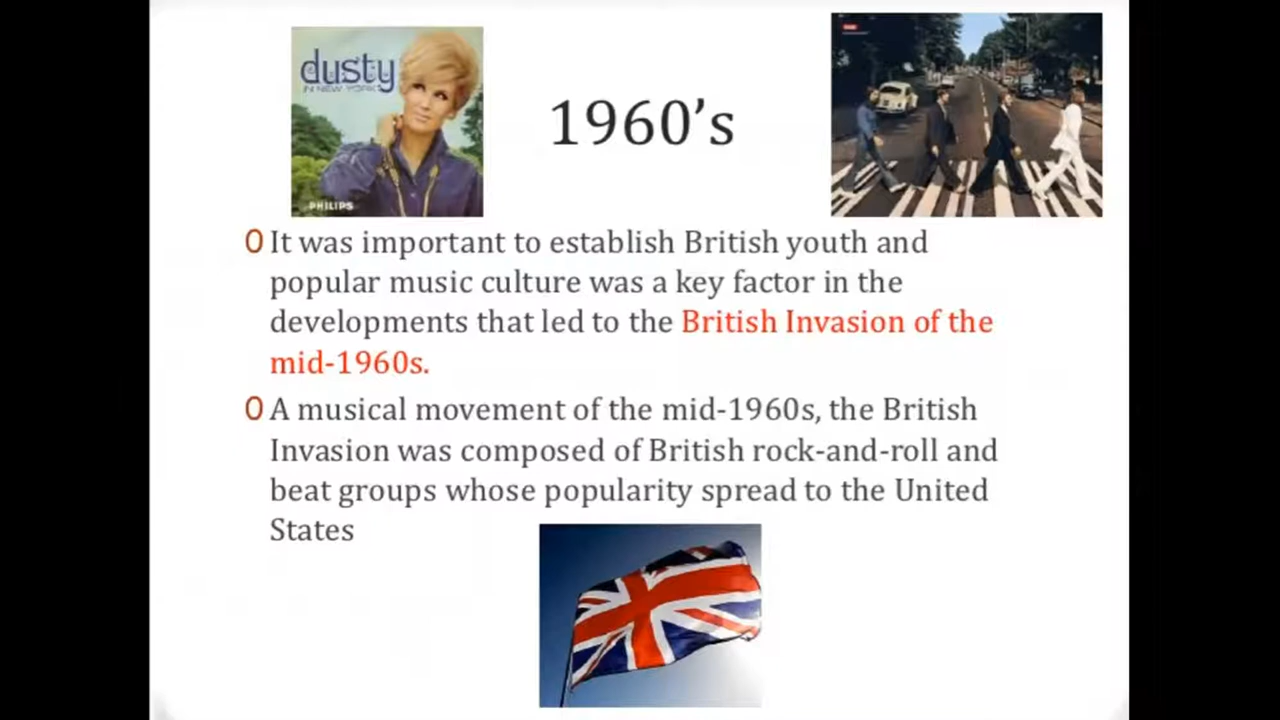 dusty
IN NEW YORK
PHILIPS
1960’s
It was important to establish British youth and
popular music culture was a key factor in the
developments that led to the British Invasion of the
mid-1960s.
A musical movement of the mid-1960s, the British
Invasion was composed of British rock-and-roll and
beat groups whose popularity spread to the United
States